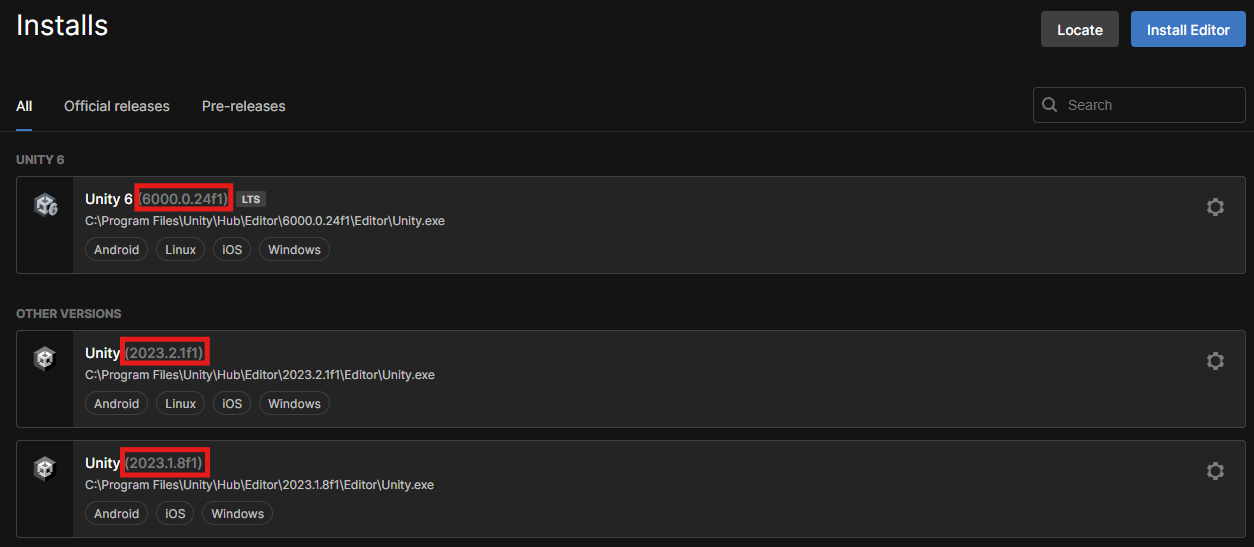 Installs
Locate
Install Editor
All
Official releases
Pre-releases
Search
UNITY 6
Unity 6 (6000.0.24f1) LTS
C:\Program Files\Unity\Hub\Editor\6000.0.24f1\Editor\Unity.exe
Android Linux iOS Windows
OTHER VERSIONS
Unity (2023.2.1f1)
C:\Program Files\Unity\Hub\Editor\2023.2.1f1\Editor\Unity.exe
Android Linux iOS Windows
Unity (2023.1.8f1)
C:\Program Files\Unity\Hub\Editor\2023.1.8f1\Editor\Unity.exe
Android iOS Windows